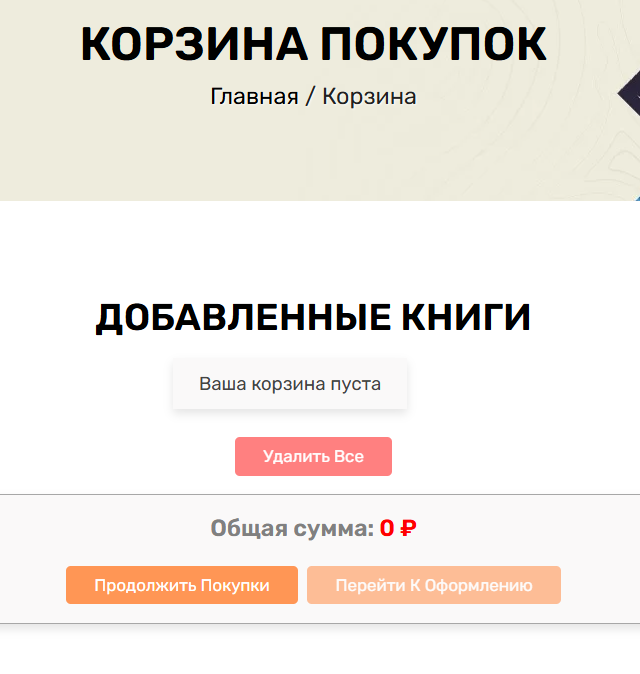 КОРЗИНА ПОКУПОК
Главная / Корзина
ДОБАВЛЕННЫЕ КНИГИ
Ваша корзина пуста
Удалить Все
Общая сумма: 0 ₽
Продолжить Покупки
Перейти К Оформлению